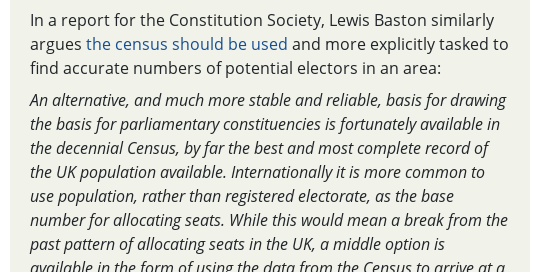 In a report for the Constitution Society, Lewis Baston similarly
argues the census should be used and more explicitly tasked to
find accurate numbers of potential electors in an area:
An alternative, and much more stable and reliable, basis for drawing
the basis for parliamentary constituencies is fortunately available in
the decennial Census, by far the best and most complete record of
the UK population available. Internationally it is more common to
use population, rather than registered electorate, as the base
number for allocating seats. While this would mean a break from the
past pattern of allocating seats in the UK, a middle option is
available in the form of using the data from the Census to arrive at a